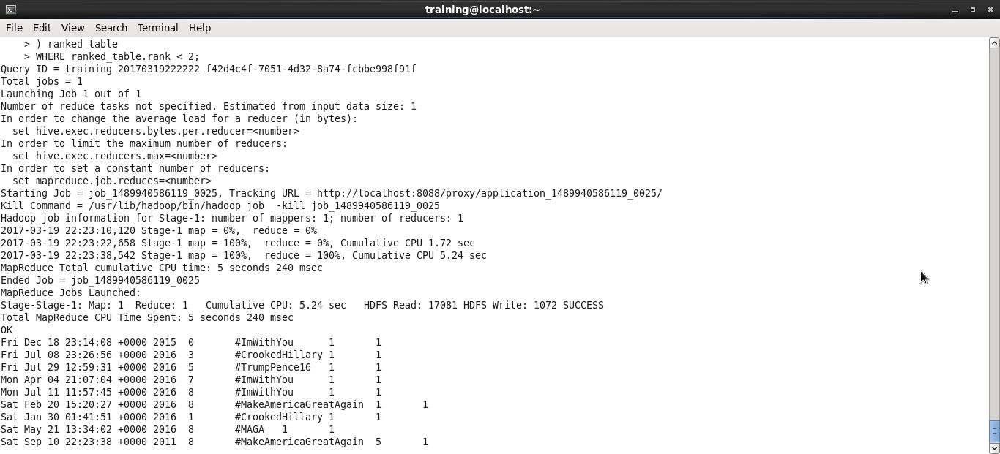 training@localhost:~
File Edit View Search Terminal Help
    > ) ranked_table
    > WHERE ranked_table.rank < 2;
Query ID = training_20170319222222_f42d4c4f-7051-4d32-8a74-fcbbe998f91f
Total jobs = 1
Launching Job 1 out of 1
Number of reduce tasks not specified. Estimated from input data size: 1
In order to change the average load for a reducer (in bytes):
  set hive.exec.reducers.bytes.per.reducer=<number>
In order to limit the maximum number of reducers:
  set hive.exec.reducers.max=<number>
In order to set a constant number of reducers:
  set mapreduce.job.reduces=<number>
Starting Job = job_1489940586119_0025, Tracking URL = http://localhost:8088/proxy/application_1489940586119_0025/
Kill Command = /usr/lib/hadoop/bin/hadoop job  -kill job_1489940586119_0025
Hadoop job information for Stage-1: number of mappers: 1; number of reducers: 1
2017-03-19 22:23:10,120 Stage-1 map = 0%,  reduce = 0%
2017-03-19 22:23:22,658 Stage-1 map = 100%,  reduce = 0%, Cumulative CPU 1.72 sec
2017-03-19 22:23:38,542 Stage-1 map = 100%,  reduce = 100%, Cumulative CPU 5.24 sec
MapReduce Total cumulative CPU time: 5 seconds 240 msec
Ended Job = job_1489940586119_0025
MapReduce Jobs Launched:
Stage-Stage-1: Map: 1  Reduce: 1   Cumulative CPU: 5.24 sec   HDFS Read: 17081 HDFS Write: 1072 SUCCESS
Total MapReduce CPU Time Spent: 5 seconds 240 msec
OK
Fri Dec 18 23:14:08 +0000 2015  0       #ImWithYou      1       1
Fri Jul 08 23:26:56 +0000 2016  3       #CrookedHillary 1       1
Fri Jul 29 12:59:31 +0000 2016  5       #TrumpPence16   1       1
Mon Apr 04 21:07:04 +0000 2016  7       #ImWithYou      1       1
Mon Jul 11 11:57:45 +0000 2016  8       #ImWithYou      1       1
Sat Feb 20 15:20:27 +0000 2016  8       #MakeAmericaGreatAgain  1       1
Sat Jan 30 01:41:51 +0000 2016  1       #CrookedHillary 1       1
Sat May 21 13:34:02 +0000 2016  8       #MAGA   1       1
Sat Sep 10 22:23:38 +0000 2011  8       #MakeAmericaGreatAgain  5       1